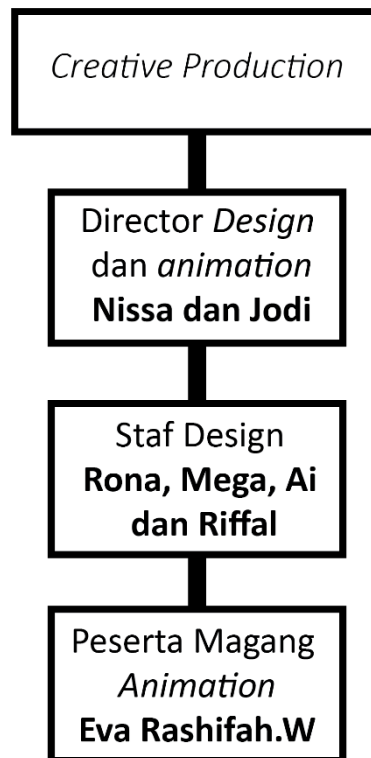 Creative Production
Director Design
dan animation
Nissa dan Jodi
Staf Design
Rona, Mega, Ai
dan Riffal
Peserta Magang
Animation
Eva Rashifah.W